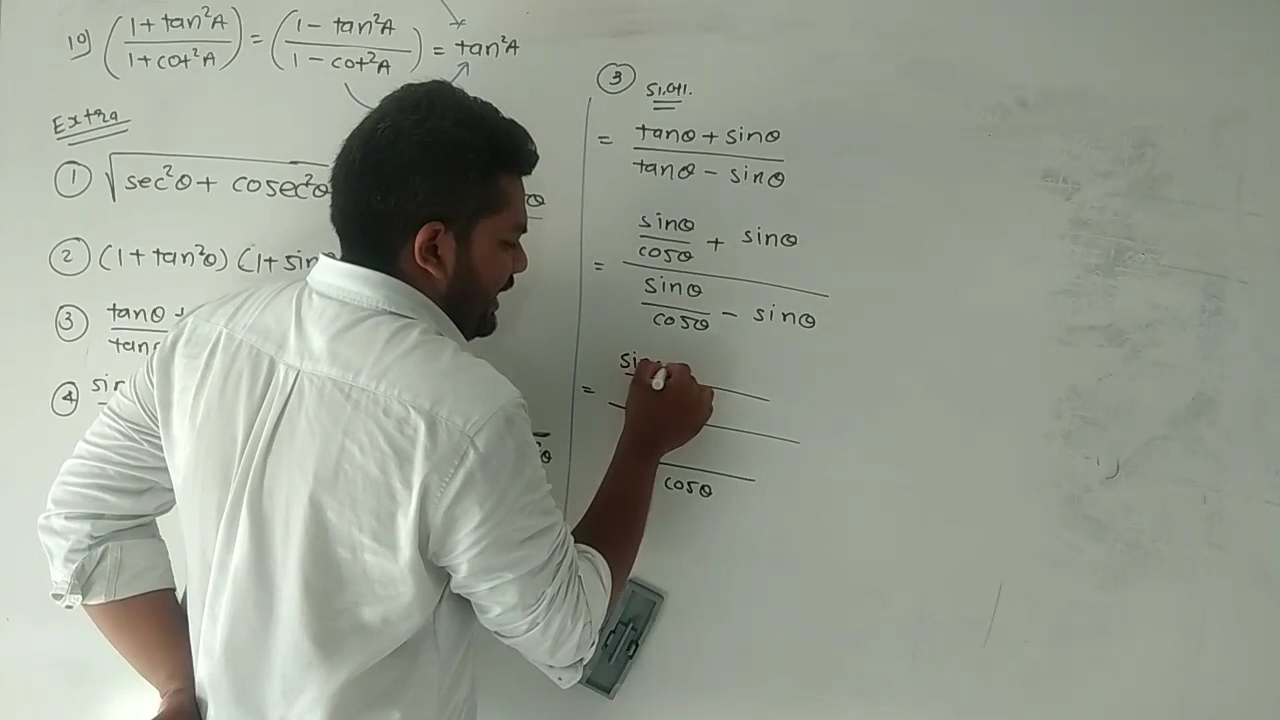 10) (1 + tan²A / 1 + cot²A) = (1 - tan²A / 1 - cot²A) = tan²A
Extra
① √sec²θ + cosec²θ
② (1 + tan²θ) (1 + sin
③ tanθ
tan
④ sin
③
= tanθ + sinθ / tanθ - sinθ
= sinθ/cosθ + sinθ / sinθ/cosθ - sinθ
= sin
cosθ